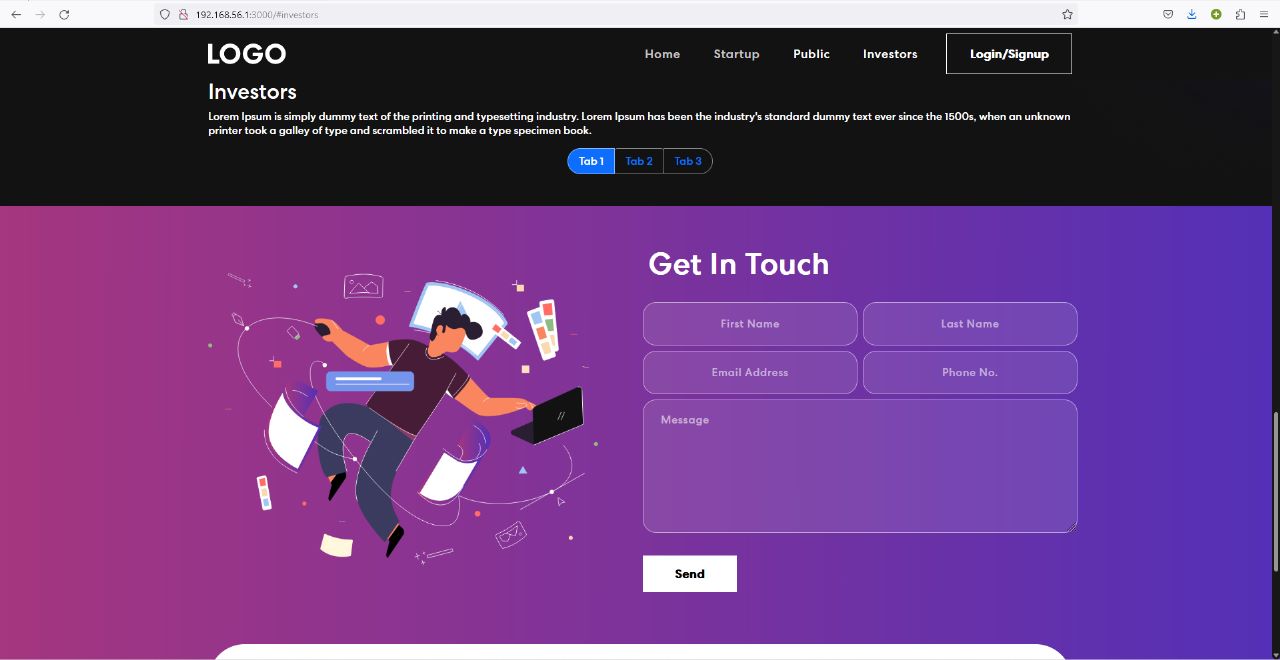 192.168.56.1:3000/#investors
LOGO
Home Startup Public Investors Login/Signup
Investors
Lorem Ipsum is simply dummy text of the printing and typesetting industry. Lorem Ipsum has been the industry's standard dummy text ever since the 1500s, when an unknown
printer took a galley of type and scrambled it to make a type specimen book.
Tab 1 Tab 2 Tab 3
Get In Touch
First Name Last Name
Email Address Phone No.
Message
Send